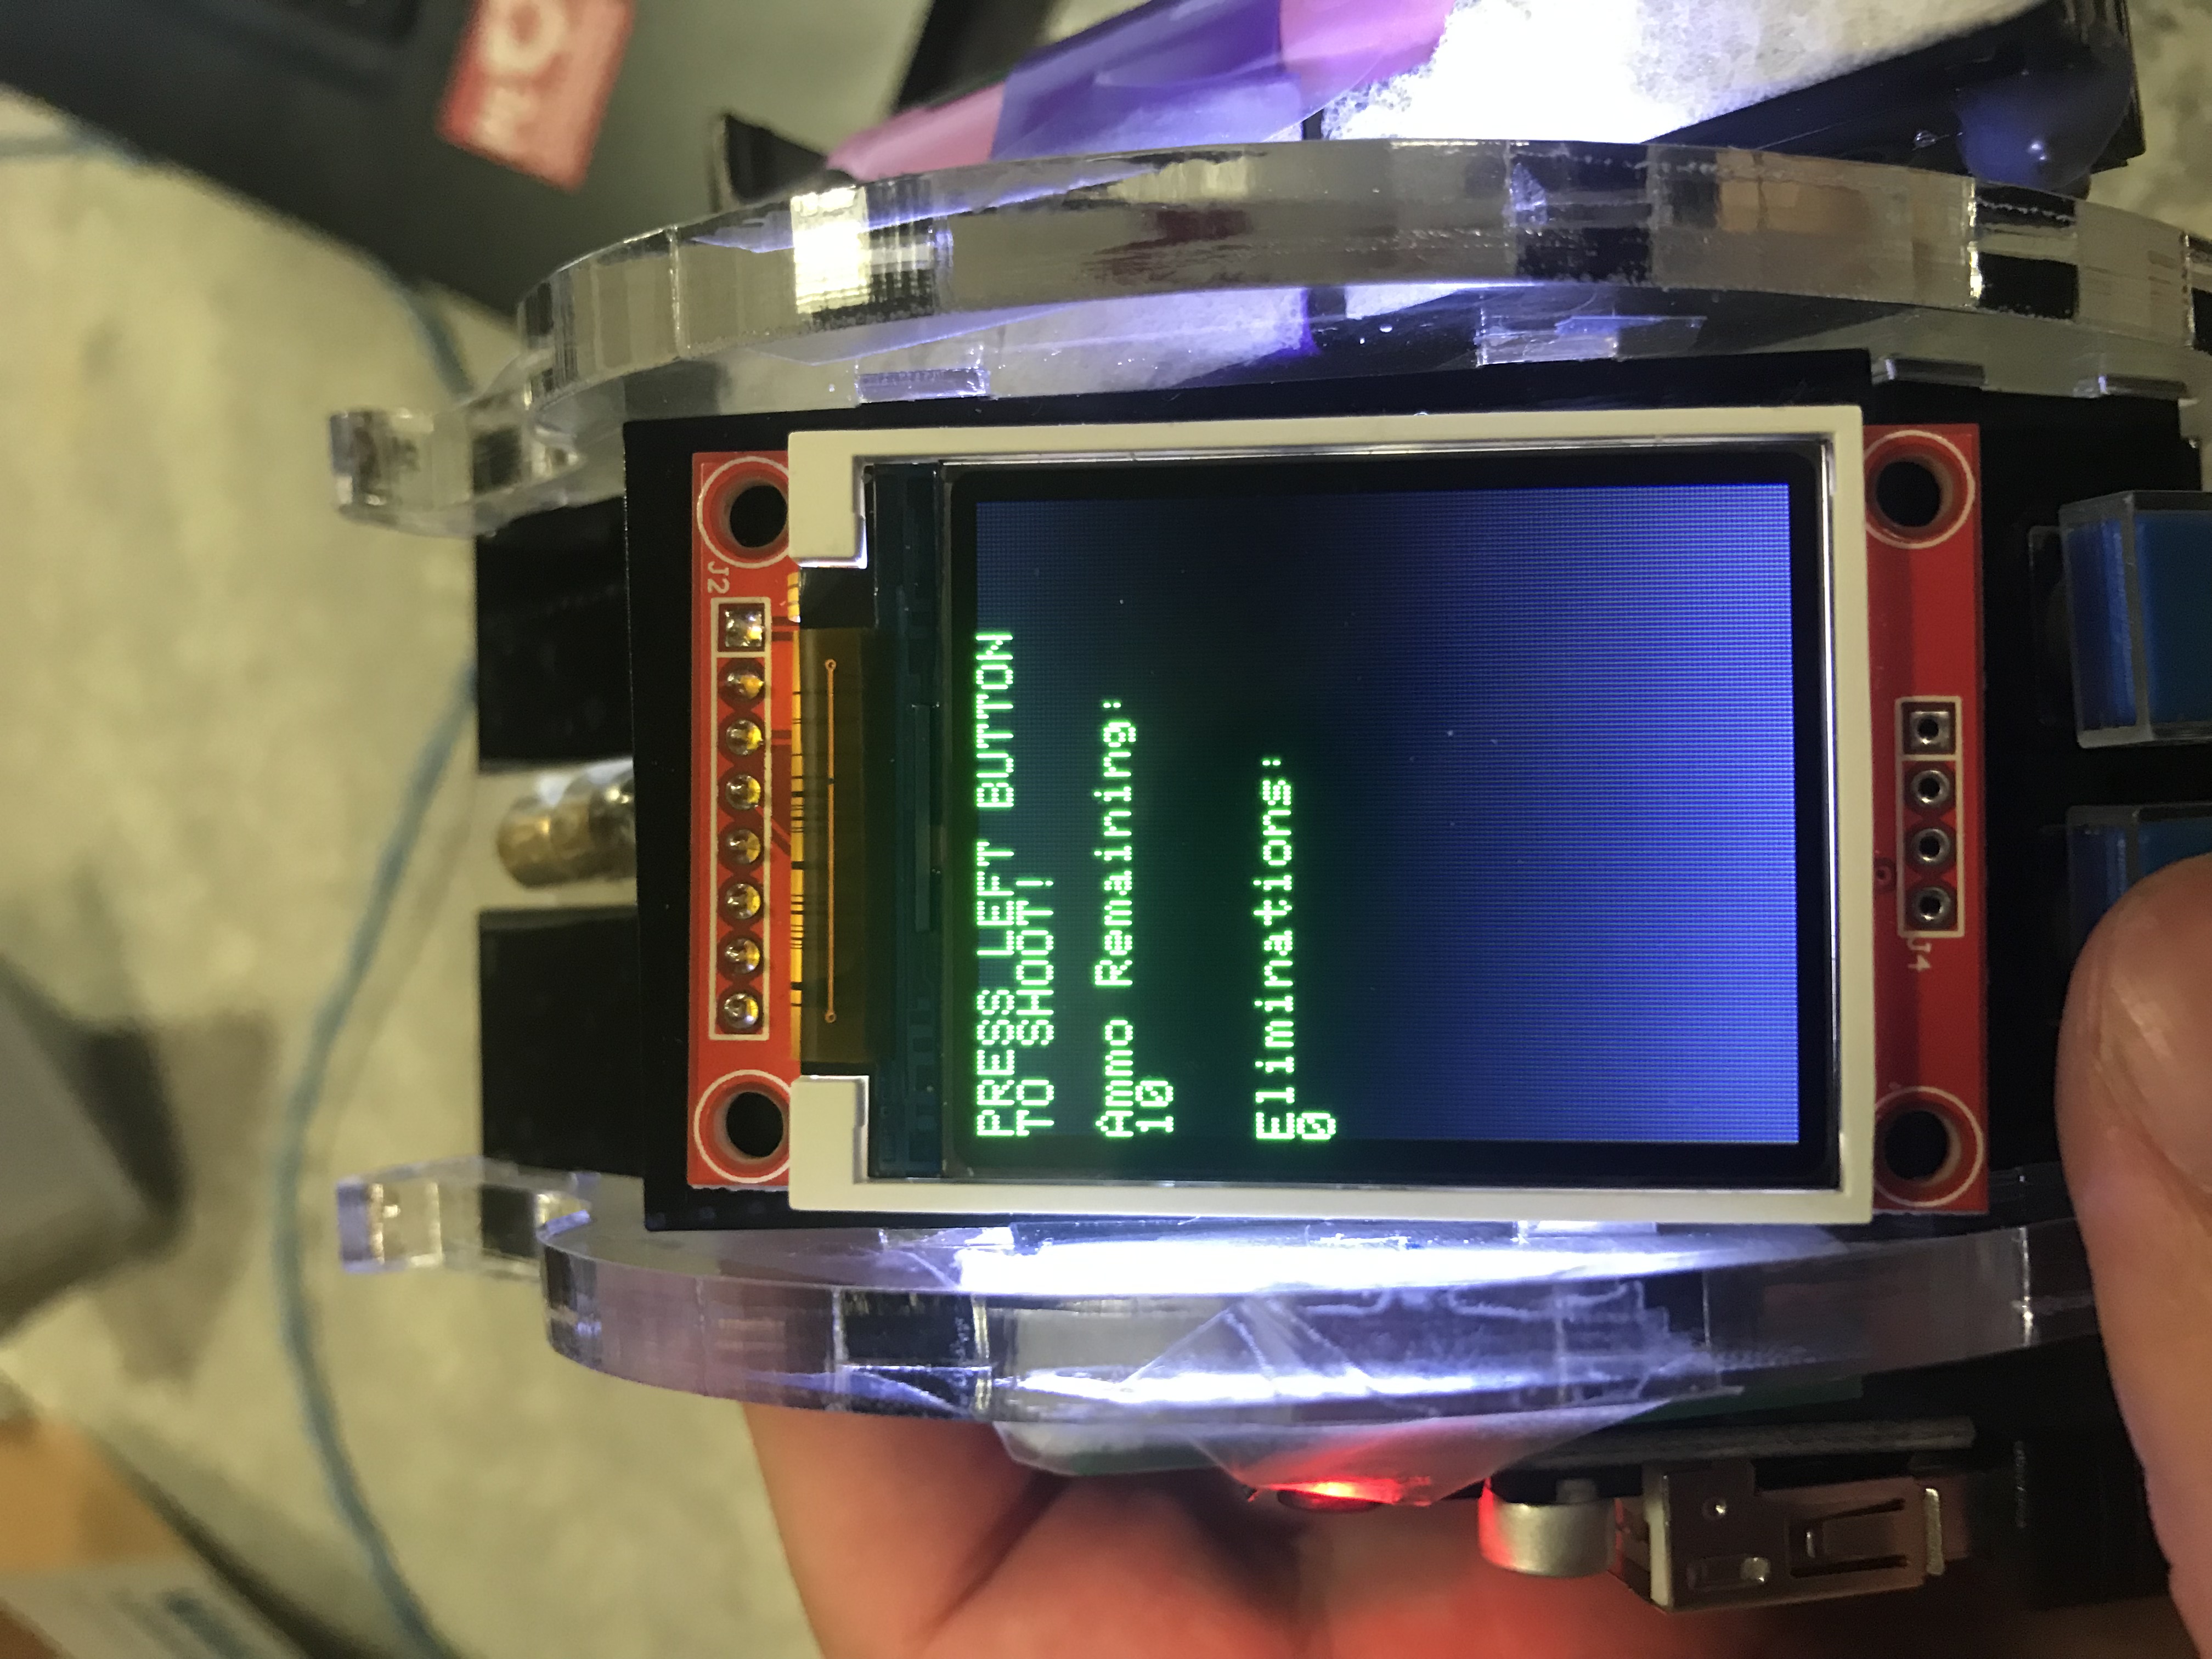 J2
PRESS LEFT BUTTON
TO SHOOT!
Ammo Remaining:
10
Eliminations:
0
J4